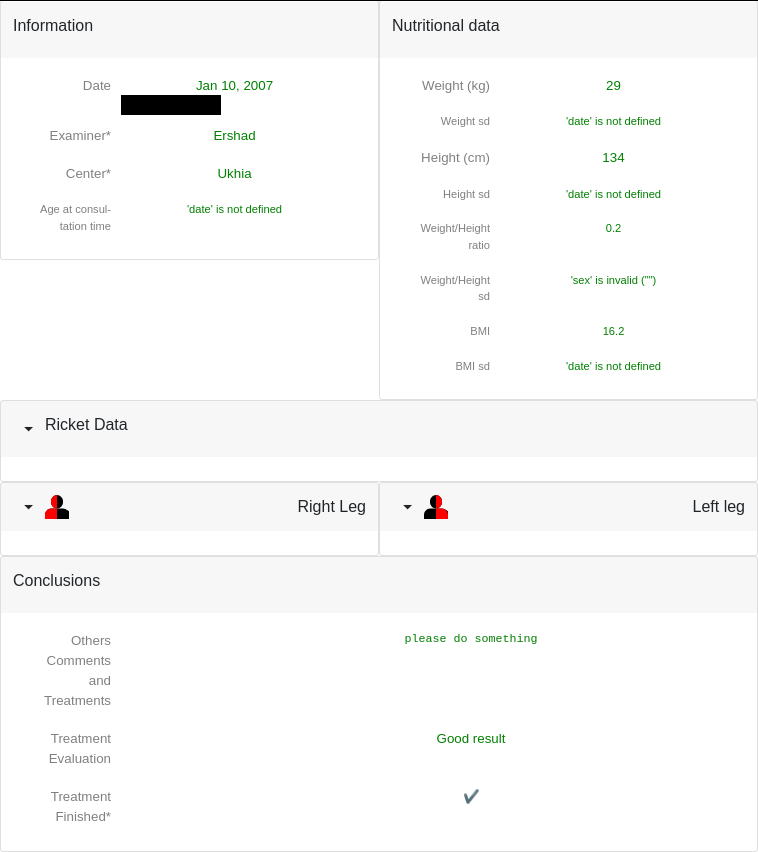 Information
Date
Jan 10, 2007
Examiner*
Ershad
Center*
Ukhia
Age at consul-
tation time
'date' is not defined
Nutritional data
Weight (kg)
29
Weight sd
'date' is not defined
Height (cm)
134
Height sd
'date' is not defined
Weight/Height
ratio
0.2
Weight/Height
sd
'sex' is invalid ("")
BMI
16.2
BMI sd
'date' is not defined
Ricket Data
Right Leg
Left leg
Conclusions
Others
Comments
and
Treatments
please do something
Treatment
Evaluation
Good result
Treatment
Finished*